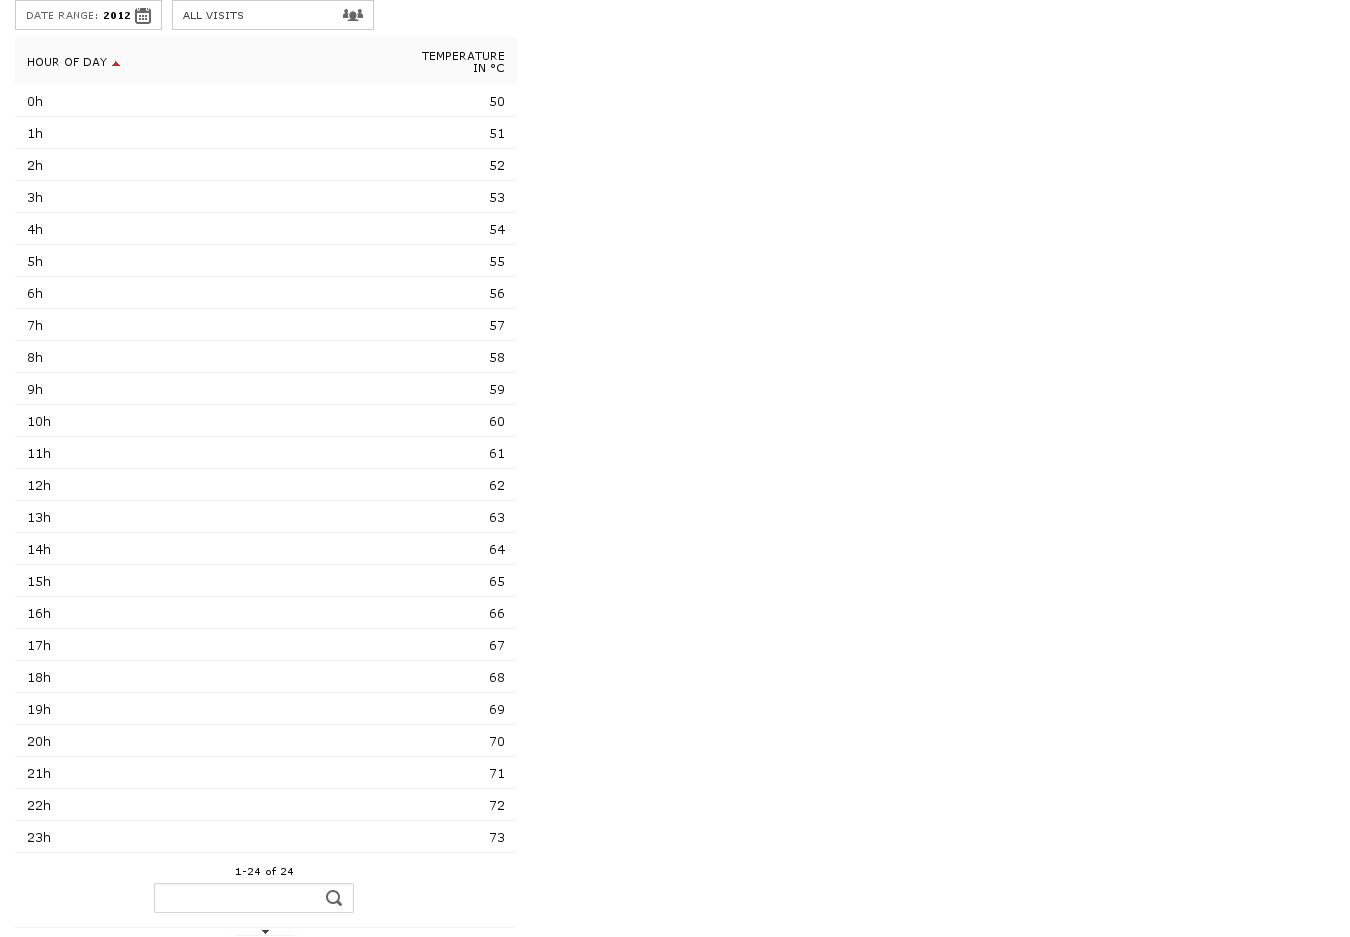 DATE RANGE: 2012 ALL VISITS
HOUR OF DAY TEMPERATURE
IN °C
0h 50
1h 51
2h 52
3h 53
4h 54
5h 55
6h 56
7h 57
8h 58
9h 59
10h 60
11h 61
12h 62
13h 63
14h 64
15h 65
16h 66
17h 67
18h 68
19h 69
20h 70
21h 71
22h 72
23h 73
1-24 of 24